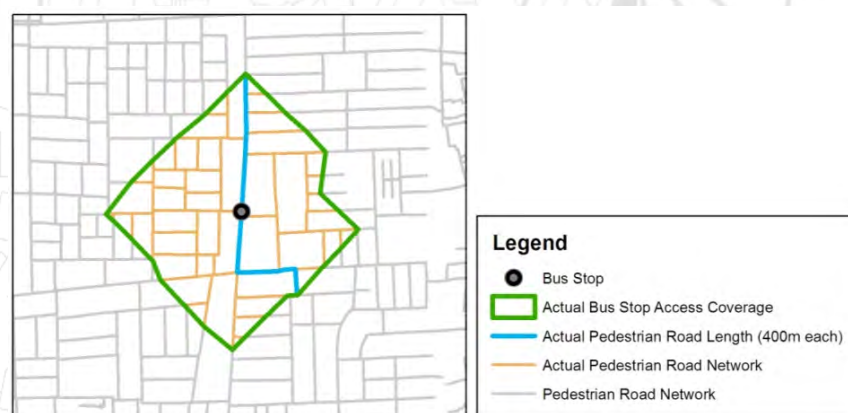 Legend
Bus Stop
Actual Bus Stop Access Coverage
Actual Pedestrian Road Length (400m each)
Actual Pedestrian Road Network
Pedestrian Road Network